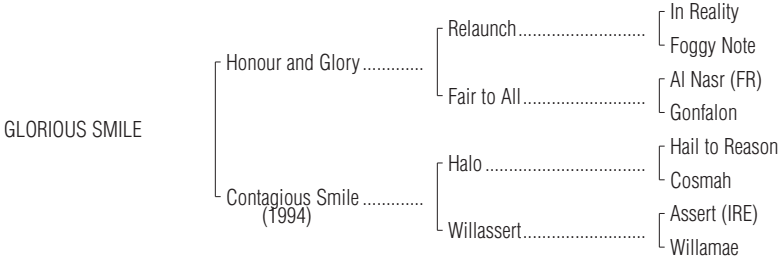 In Reality
Relaunch..............................
Foggy Note
Honour and Glory..............
Al Nasr (FR)
Fair to All.............................
Gonfalon
GLORIOUS SMILE
Hail to Reason
Halo......................................
Cosmah
Contagious Smile..............
(1994)
Assert (IRE)
Willassert.............................
Willamae